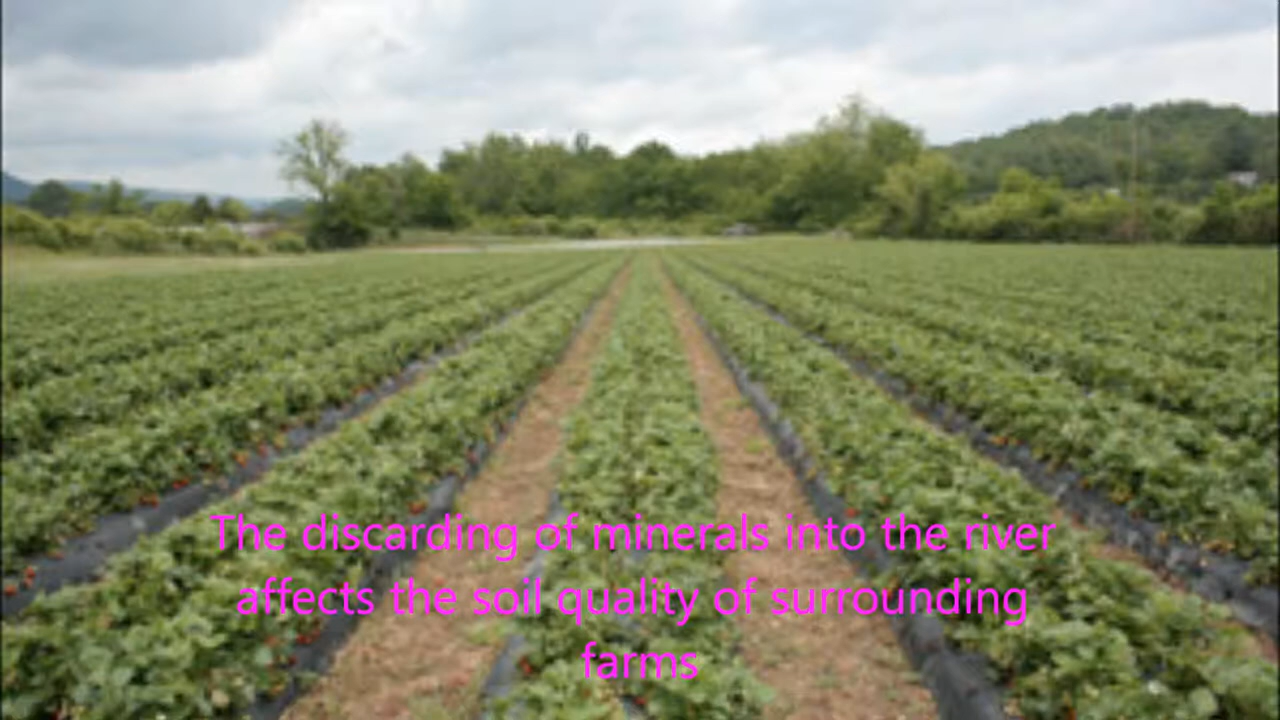 The discarding of minerals into the river
affects the soil quality of surrounding
farms